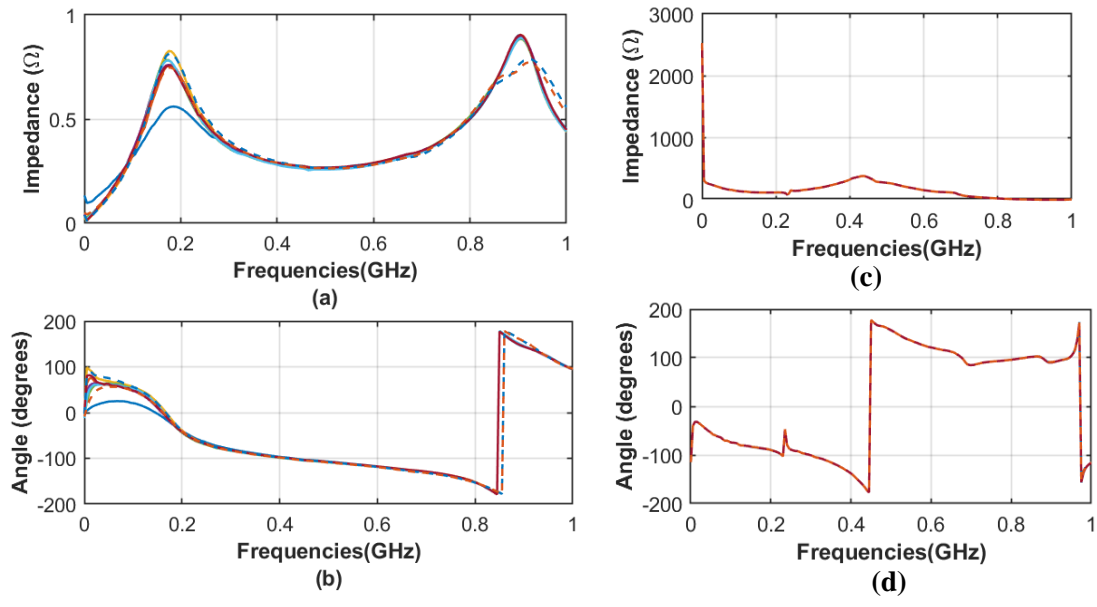 1
0.5
0
Impedance (Ω)
0 0.2 0.4 0.6 0.8 1
Frequencies(GHz)
(a)
200
100
0
-100
-200
Angle (degrees)
0 0.2 0.4 0.6 0.8 1
Frequencies(GHz)
(b)
3000
2000
1000
0
Impedance (Ω)
0 0.2 0.4 0.6 0.8 1
Frequencies(GHz)
(c)
200
100
0
-100
-200
Angle (degrees)
0 0.2 0.4 0.6 0.8 1
Frequencies(GHz)
(d)